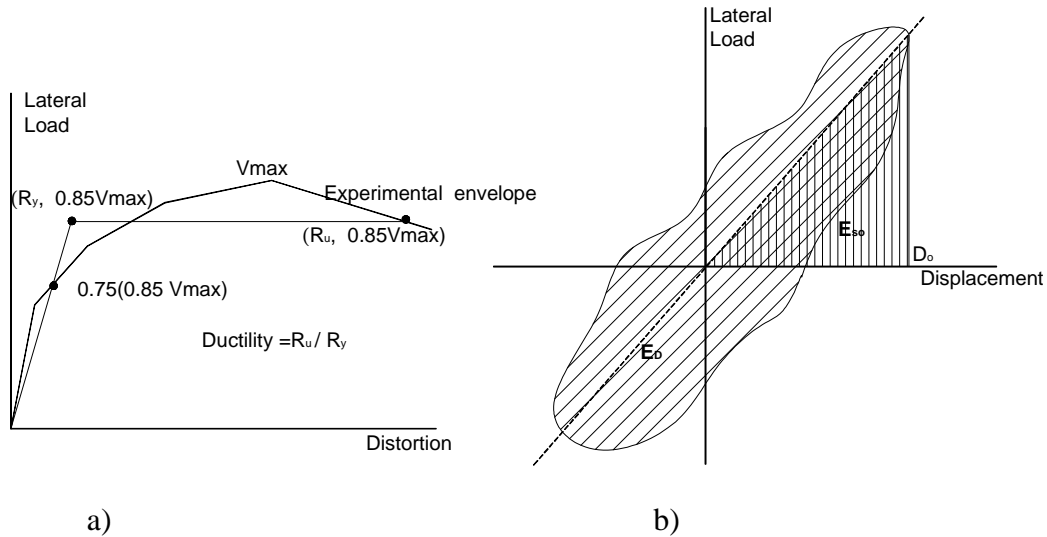 Lateral
Load
Vmax
(Ry, 0.85Vmax)
Experimental envelope
(Ru, 0.85Vmax)
0.75(0.85 Vmax)
Ductility =Ru / Ry
Distortion
a)
Lateral
Load
Eso
Do
Displacement
ED
b)